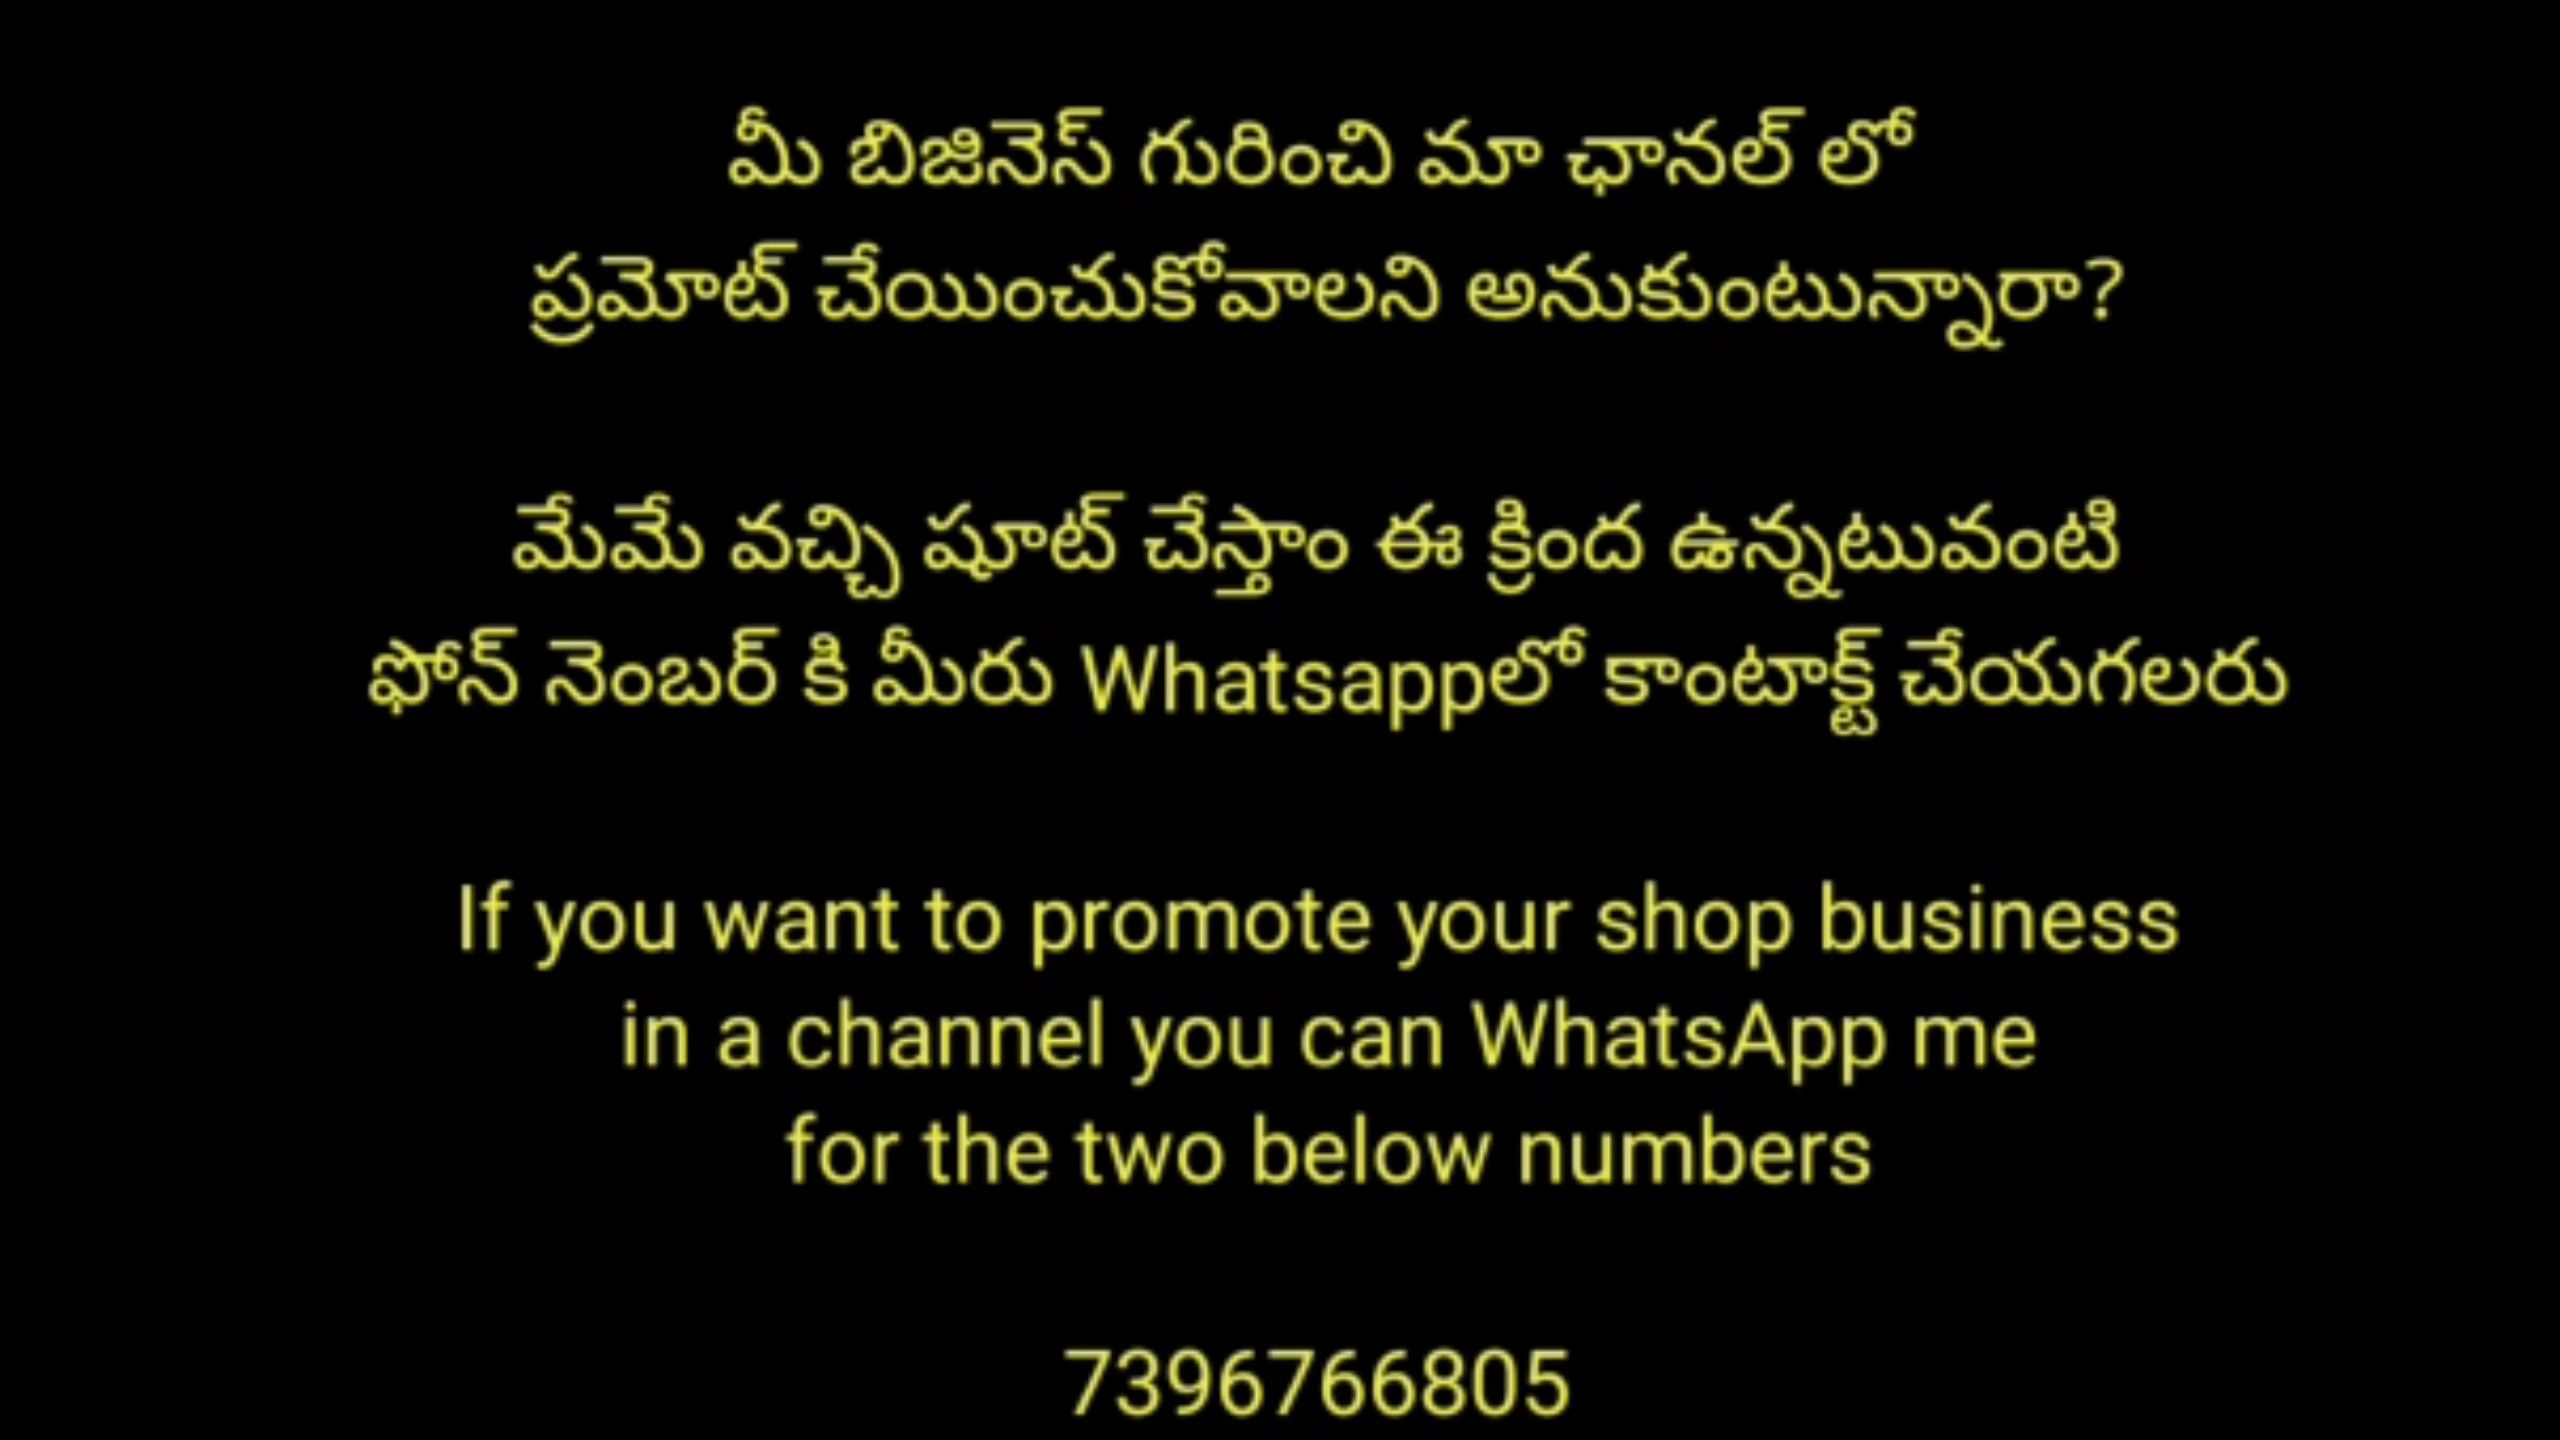 మీ బిజినెస్ గురించి మా ఛానల్ లో
ప్రమోట్ చేయించుకోవాలని అనుకుంటున్నారా?
మేమే వచ్చి షూట్ చేస్తాం ఈ క్రింద ఉన్నటువంటి
ఫోన్ నెంబర్ కి మీరు Whatsappలో కాంటాక్ట్ చేయగలరు
If you want to promote your shop business
in a channel you can WhatsApp me
for the two below numbers
7396766805